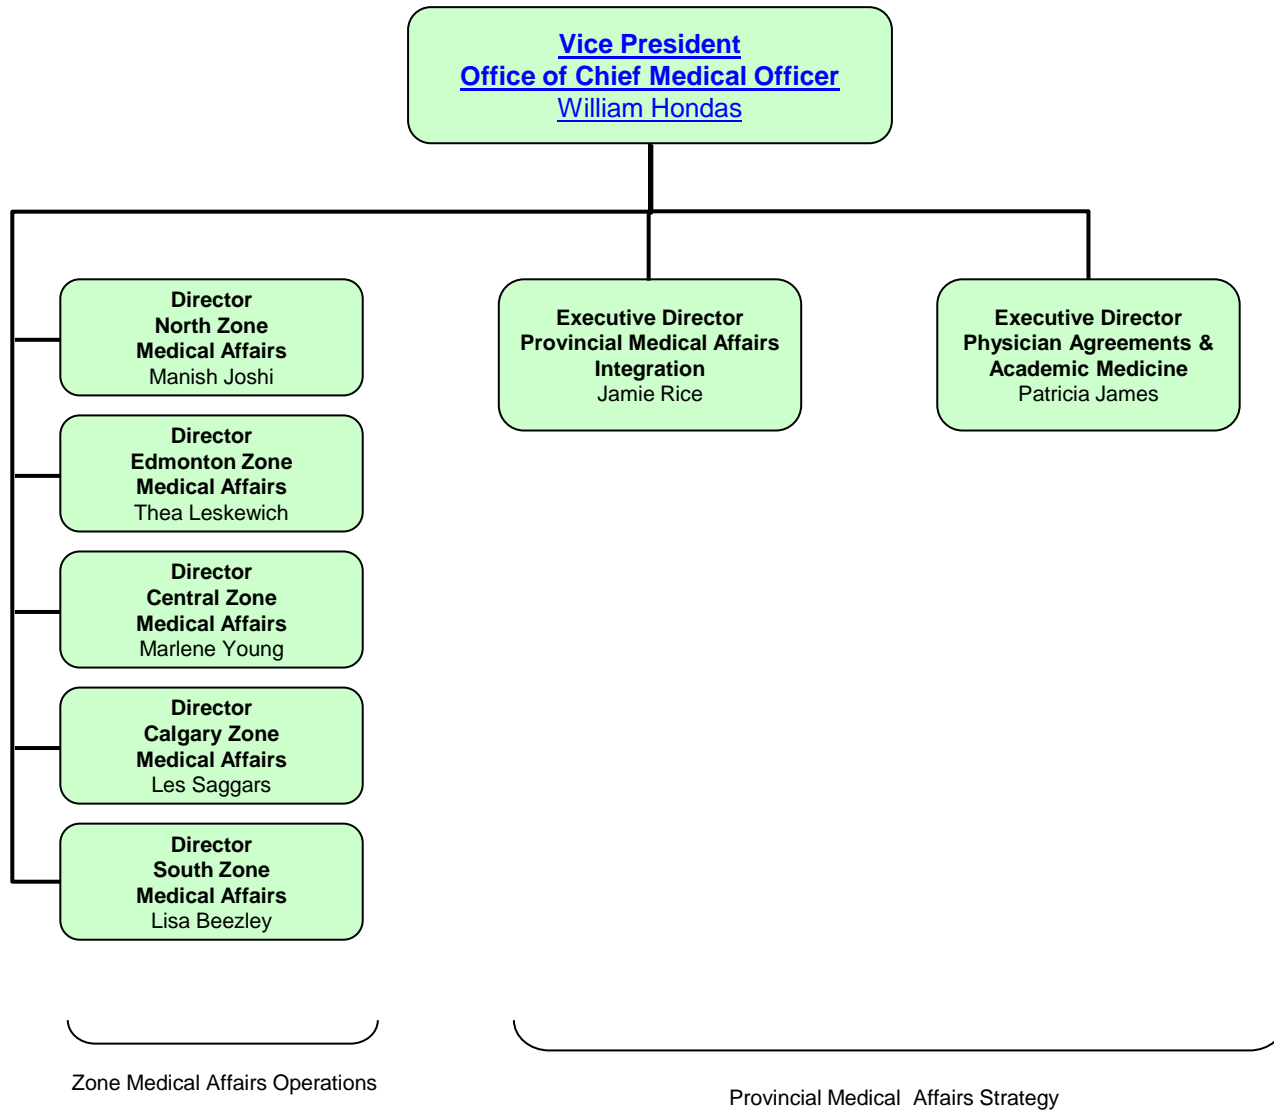 Vice President
Office of Chief Medical Officer
William Hondas
Director
North Zone
Medical Affairs
Manish Joshi
Executive Director
Provincial Medical Affairs
Integration
Jamie Rice
Executive Director
Physician Agreements &
Academic Medicine
Patricia James
Director
Edmonton Zone
Medical Affairs
Thea Leskewich
Director
Central Zone
Medical Affairs
Marlene Young
Director
Calgary Zone
Medical Affairs
Les Saggars
Director
South Zone
Medical Affairs
Lisa Beezley
Zone Medical Affairs Operations
Provincial Medical  Affairs Strategy